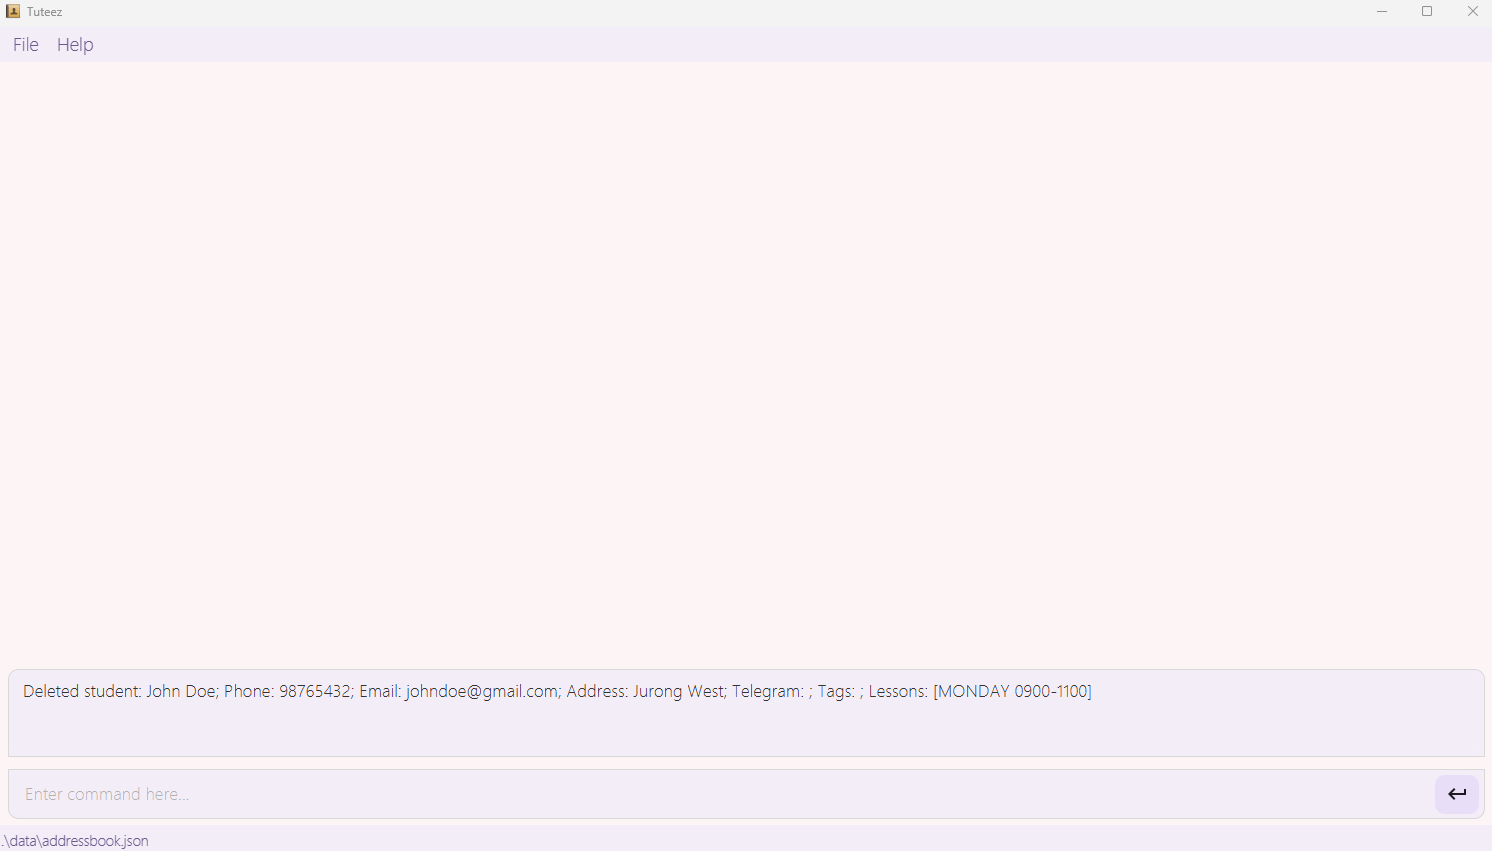 Tuteez
File Help
Deleted student: John Doe; Phone: 98765432; Email: johndoe@gmail.com; Address: Jurong West; Telegram: ; Tags: ; Lessons: [MONDAY 0900-1100]
Enter command here...
.\data\addressbook.json